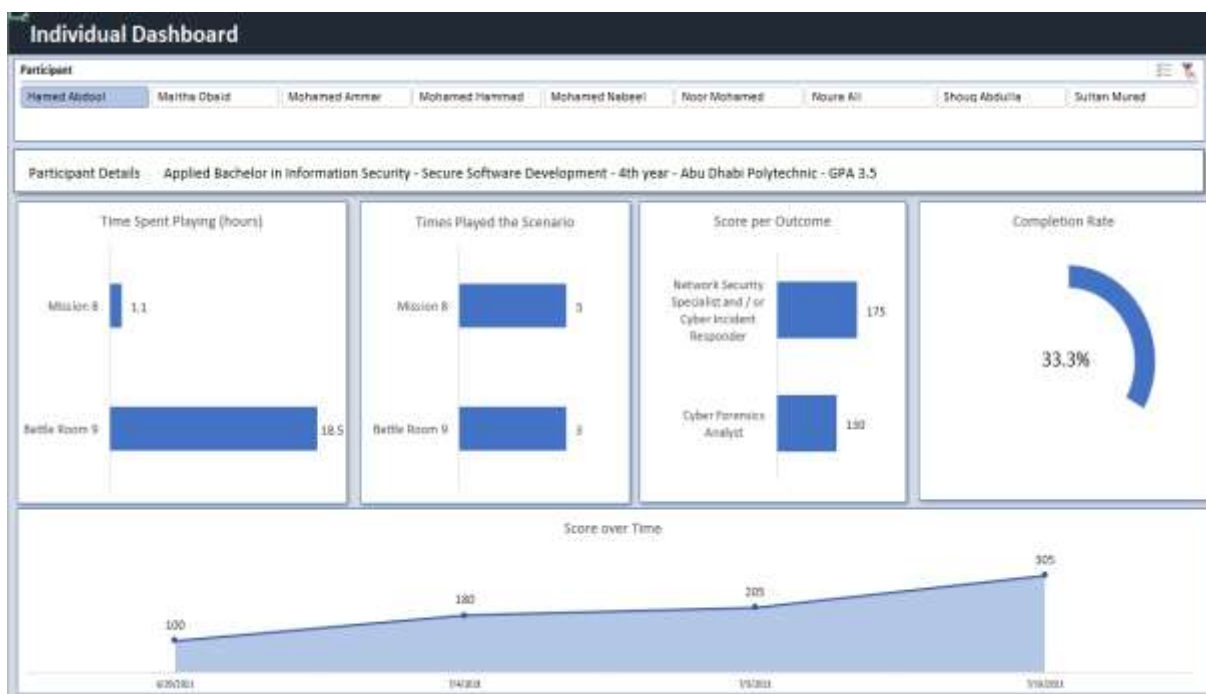 Individual Dashboard
Participant
Hamed Abdool Maitha Obaid Mohamed Ammar Mohamed Hammad Mohamed Nabeel Noor Mohamed Noura Ali Shouq Abdulla Sultan Murad
Participant Details Applied Bachelor in Information Security - Secure Software Development - 4th year - Abu Dhabi Polytechnic - GPA 3.5
Time Spent Playing (hours)
Mission 8 1.1
Battle Room 9 18.5
Times Played the Scenario
Mission 8 3
Battle Room 9 3
Score per Outcome
Network Security
Specialist and / or
Cyber Incident
Responder
175
Cyber Forensics
Analyst
130
Completion Rate
33.3%
Score over Time
100
180
205
305